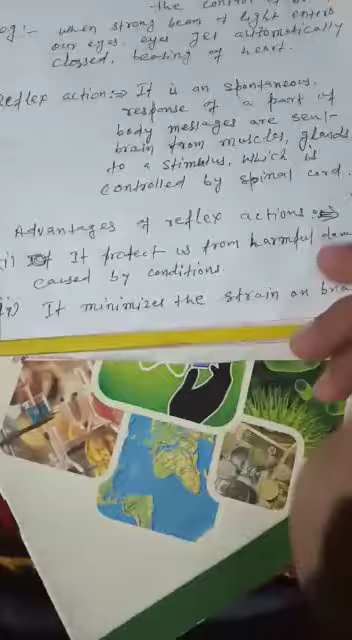 the control of
eg:- when strong beam of light enters
our eyes. eyes get automatically
clossed, beating of heart.
Reflex action:⇒ It is an spontaneous,
response of a part of
body messages are sent
brain from muscles, glands
to a stimulus, which is
controlled by spinal cord.
Advantages of reflex actions:⇒
(i) It protect us from harmful
caused by conditions.
It minimizes the strain on